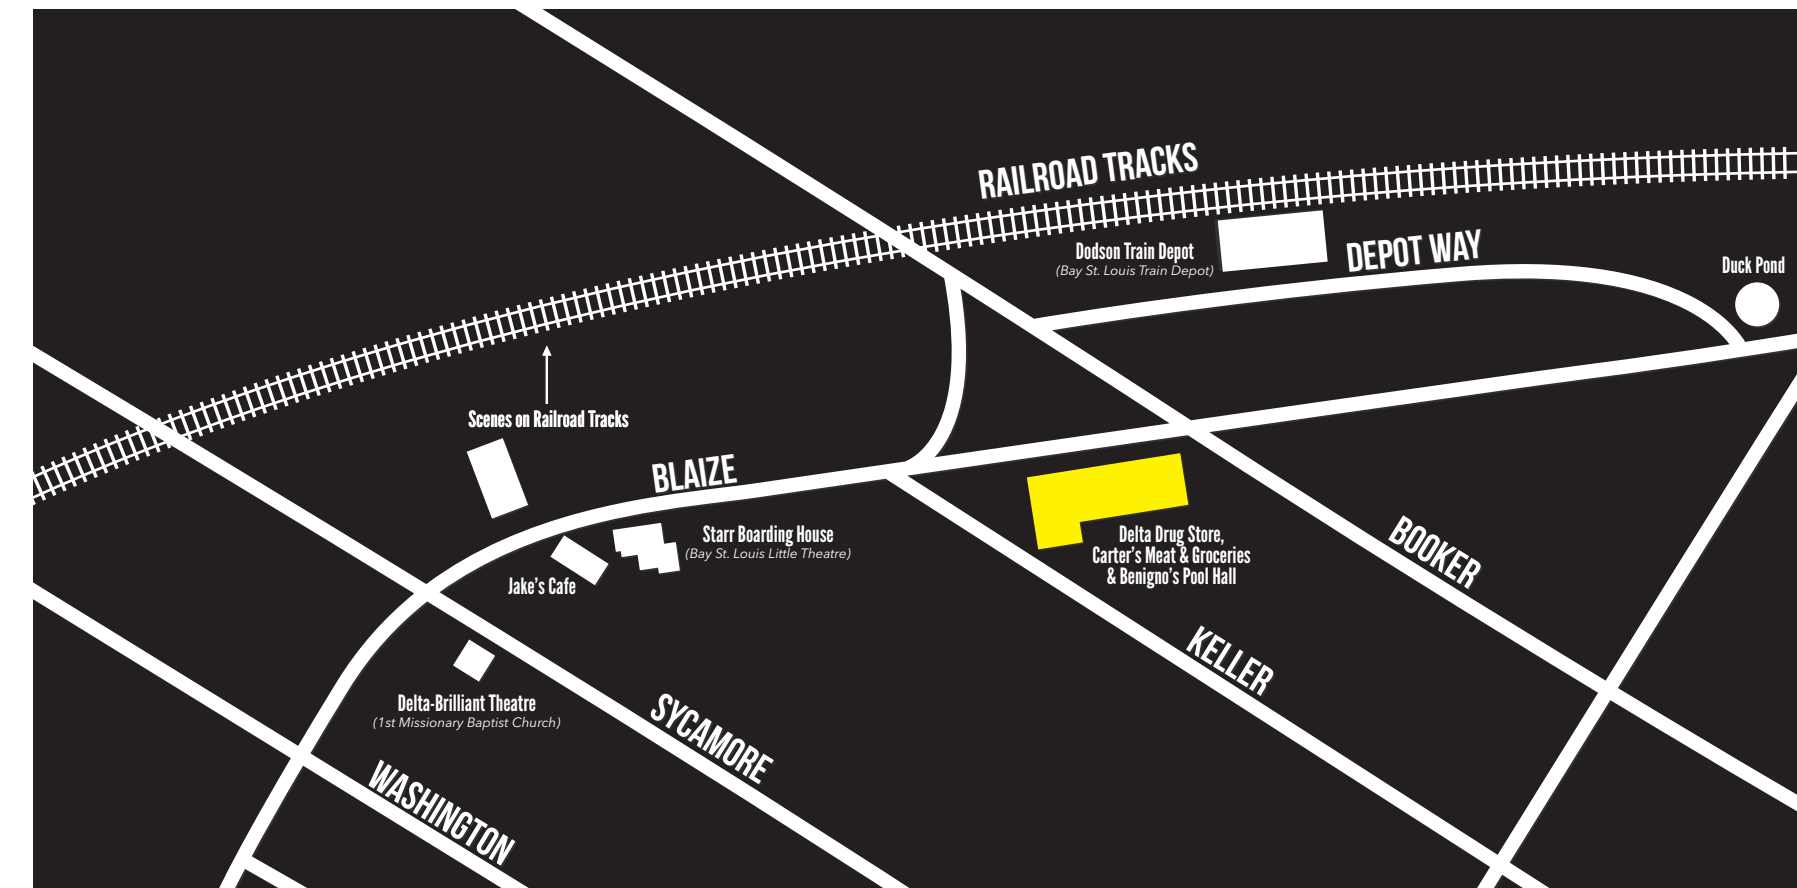 RAILROAD TRACKS
Dodson Train Depot
(Bay St. Louis Train Depot)
DEPOT WAY
Duck Pond
Scenes on Railroad Tracks
BLAIZE
Starr Boarding House
(Bay St. Louis Little Theatre)
Jake's Cafe
Delta Drug Store,
Carter's Meat & Groceries
& Benigno's Pool Hall
BOOKER
KELLER
Delta-Brilliant Theatre
(1st Missionary Baptist Church)
SYCAMORE
WASHINGTON